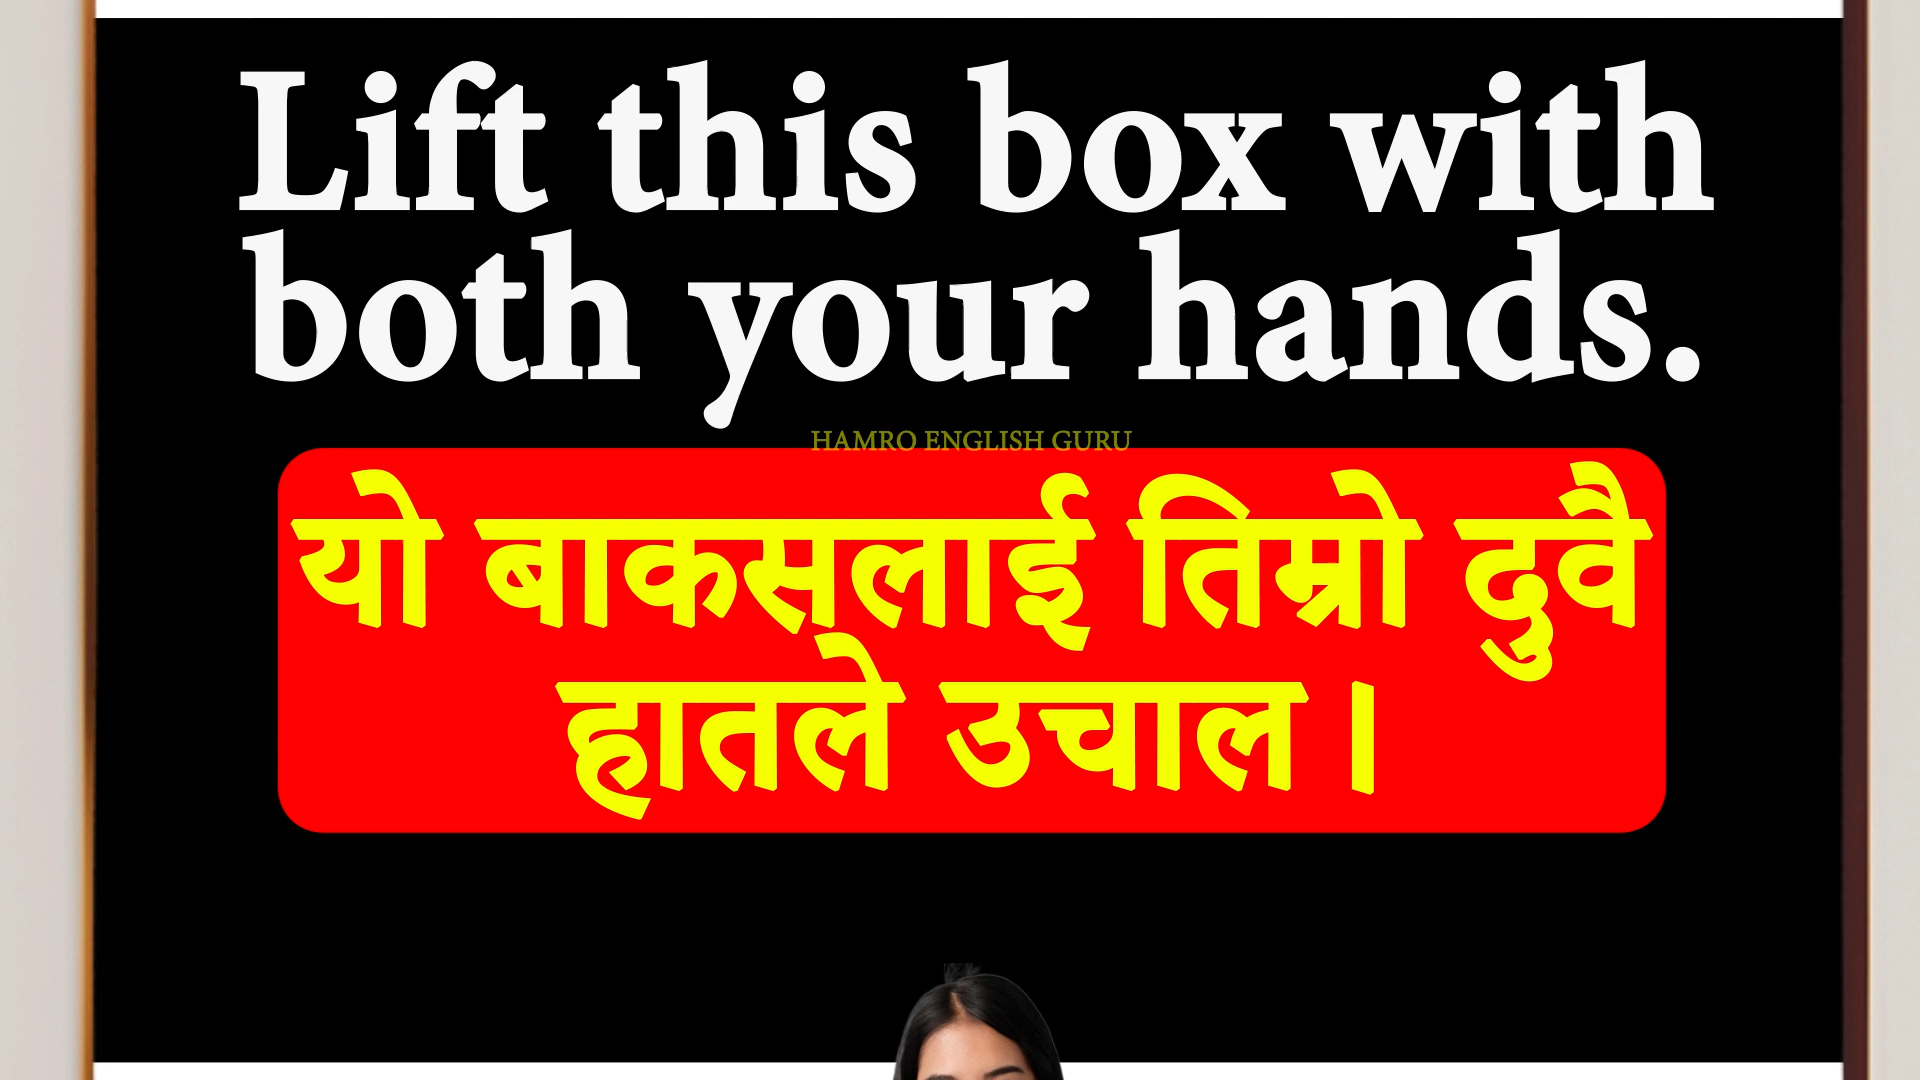 Lift this box with
both your hands.
HAMRO ENGLISH GURU
यो बाकसलाई तिम्रो दुवै
हातले उचाल ।